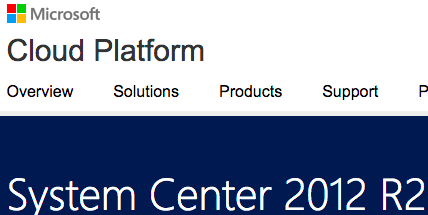 Microsoft
Cloud Platform
Overview Solutions Products Support P
System Center 2012 R2